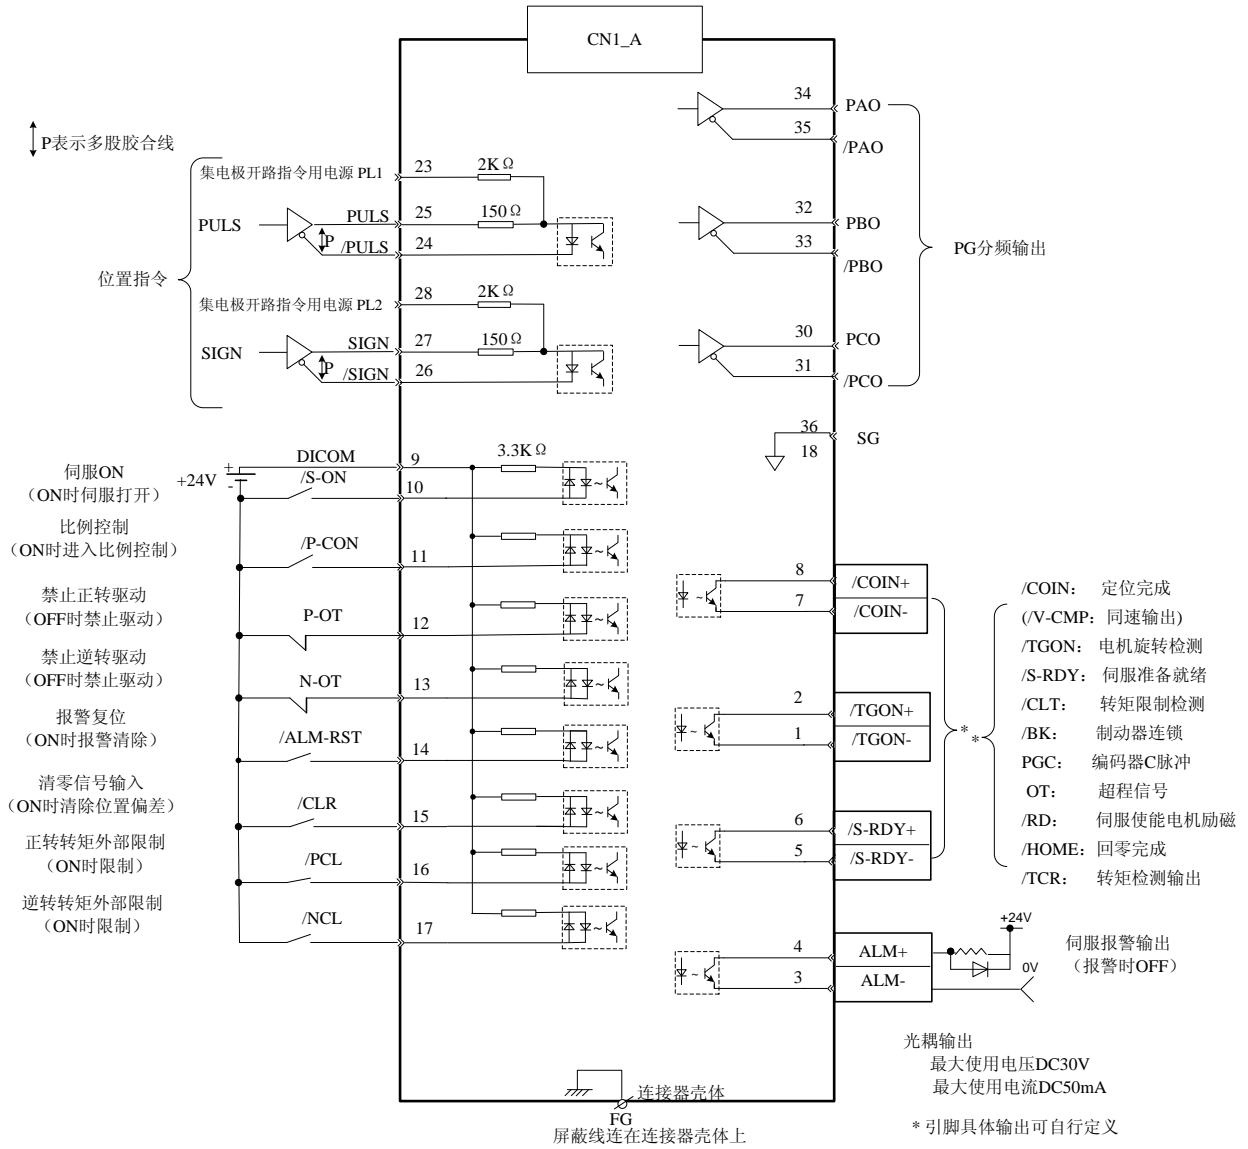 CN1_A
P表示多股胶合线
位置指令
集电极开路指令用电源 PL1
23
2KΩ
PULS
PULS
25
150Ω
P
/PULS
24
集电极开路指令用电源 PL2
28
2KΩ
SIGN
SIGN
27
150Ω
P
/SIGN
26
34
PAO
35
/PAO
32
PBO
33
/PBO
30
PCO
31
/PCO
PG分频输出
36
18
SG
+24V
+
-
DICOM
9
3.3KΩ
伺服ON
（ON时伺服打开）
/S-ON
10
~
比例控制
（ON时进入比例控制）
/P-CON
11
~
禁止正转驱动
（OFF时禁止驱动）
P-OT
12
~
禁止逆转驱动
（OFF时禁止驱动）
N-OT
13
~
报警复位
（ON时报警清除）
/ALM-RST
14
~
清零信号输入
（ON时清除位置偏差）
/CLR
15
~
正转转矩外部限制
（ON时限制）
/PCL
16
~
逆转转矩外部限制
（ON时限制）
/NCL
17
~
~
8
/COIN+
7
/COIN-
~
2
/TGON+
1
/TGON-
~
6
/S-RDY+
5
/S-RDY-
*
*
/COIN： 定位完成
(/V-CMP：同速输出)
/TGON：电机旋转检测
/S-RDY：伺服准备就绪
/CLT： 转矩限制检测
/BK： 制动器连锁
PGC： 编码器C脉冲
OT： 超程信号
/RD： 伺服使能电机励磁
/HOME：回零完成
/TCR： 转矩检测输出
~
4
ALM+
3
ALM-
+24V
0V
伺服报警输出
（报警时OFF）
光耦输出
最大使用电压DC30V
最大使用电流DC50mA
* 引脚具体输出可自行定义
连接器壳体
FG
屏蔽线连在连接器壳体上